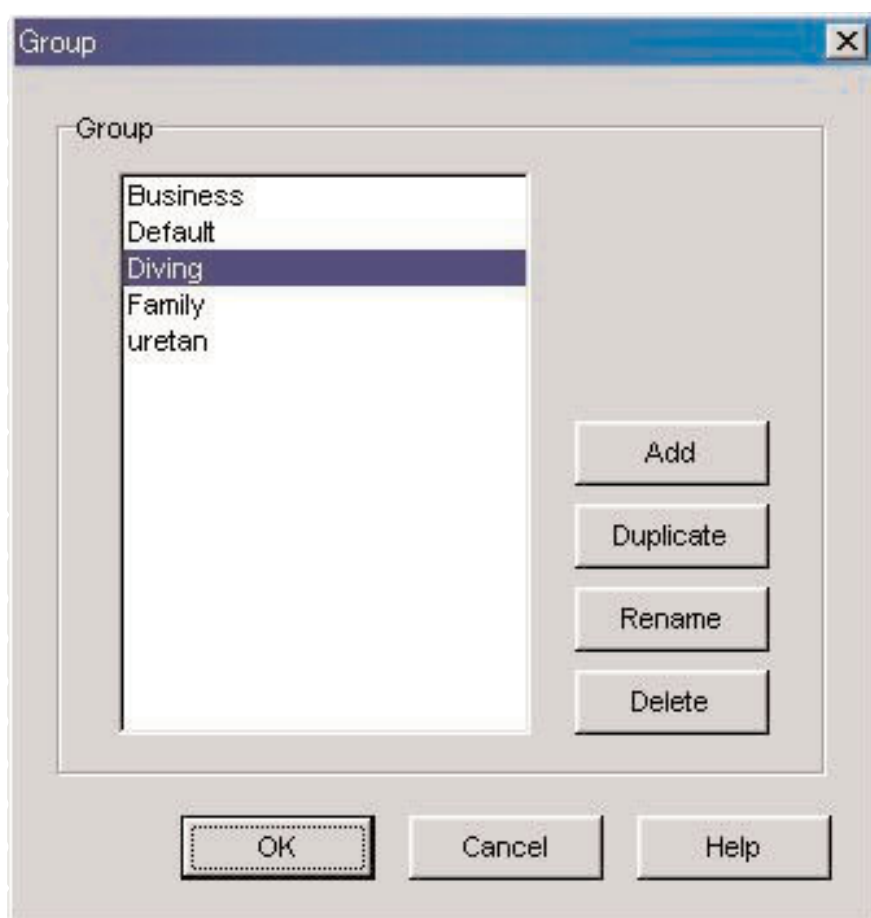 Group
Group
Business
Default
Diving
Family
uretan
Add
Duplicate
Rename
Delete
OK
Cancel
Help